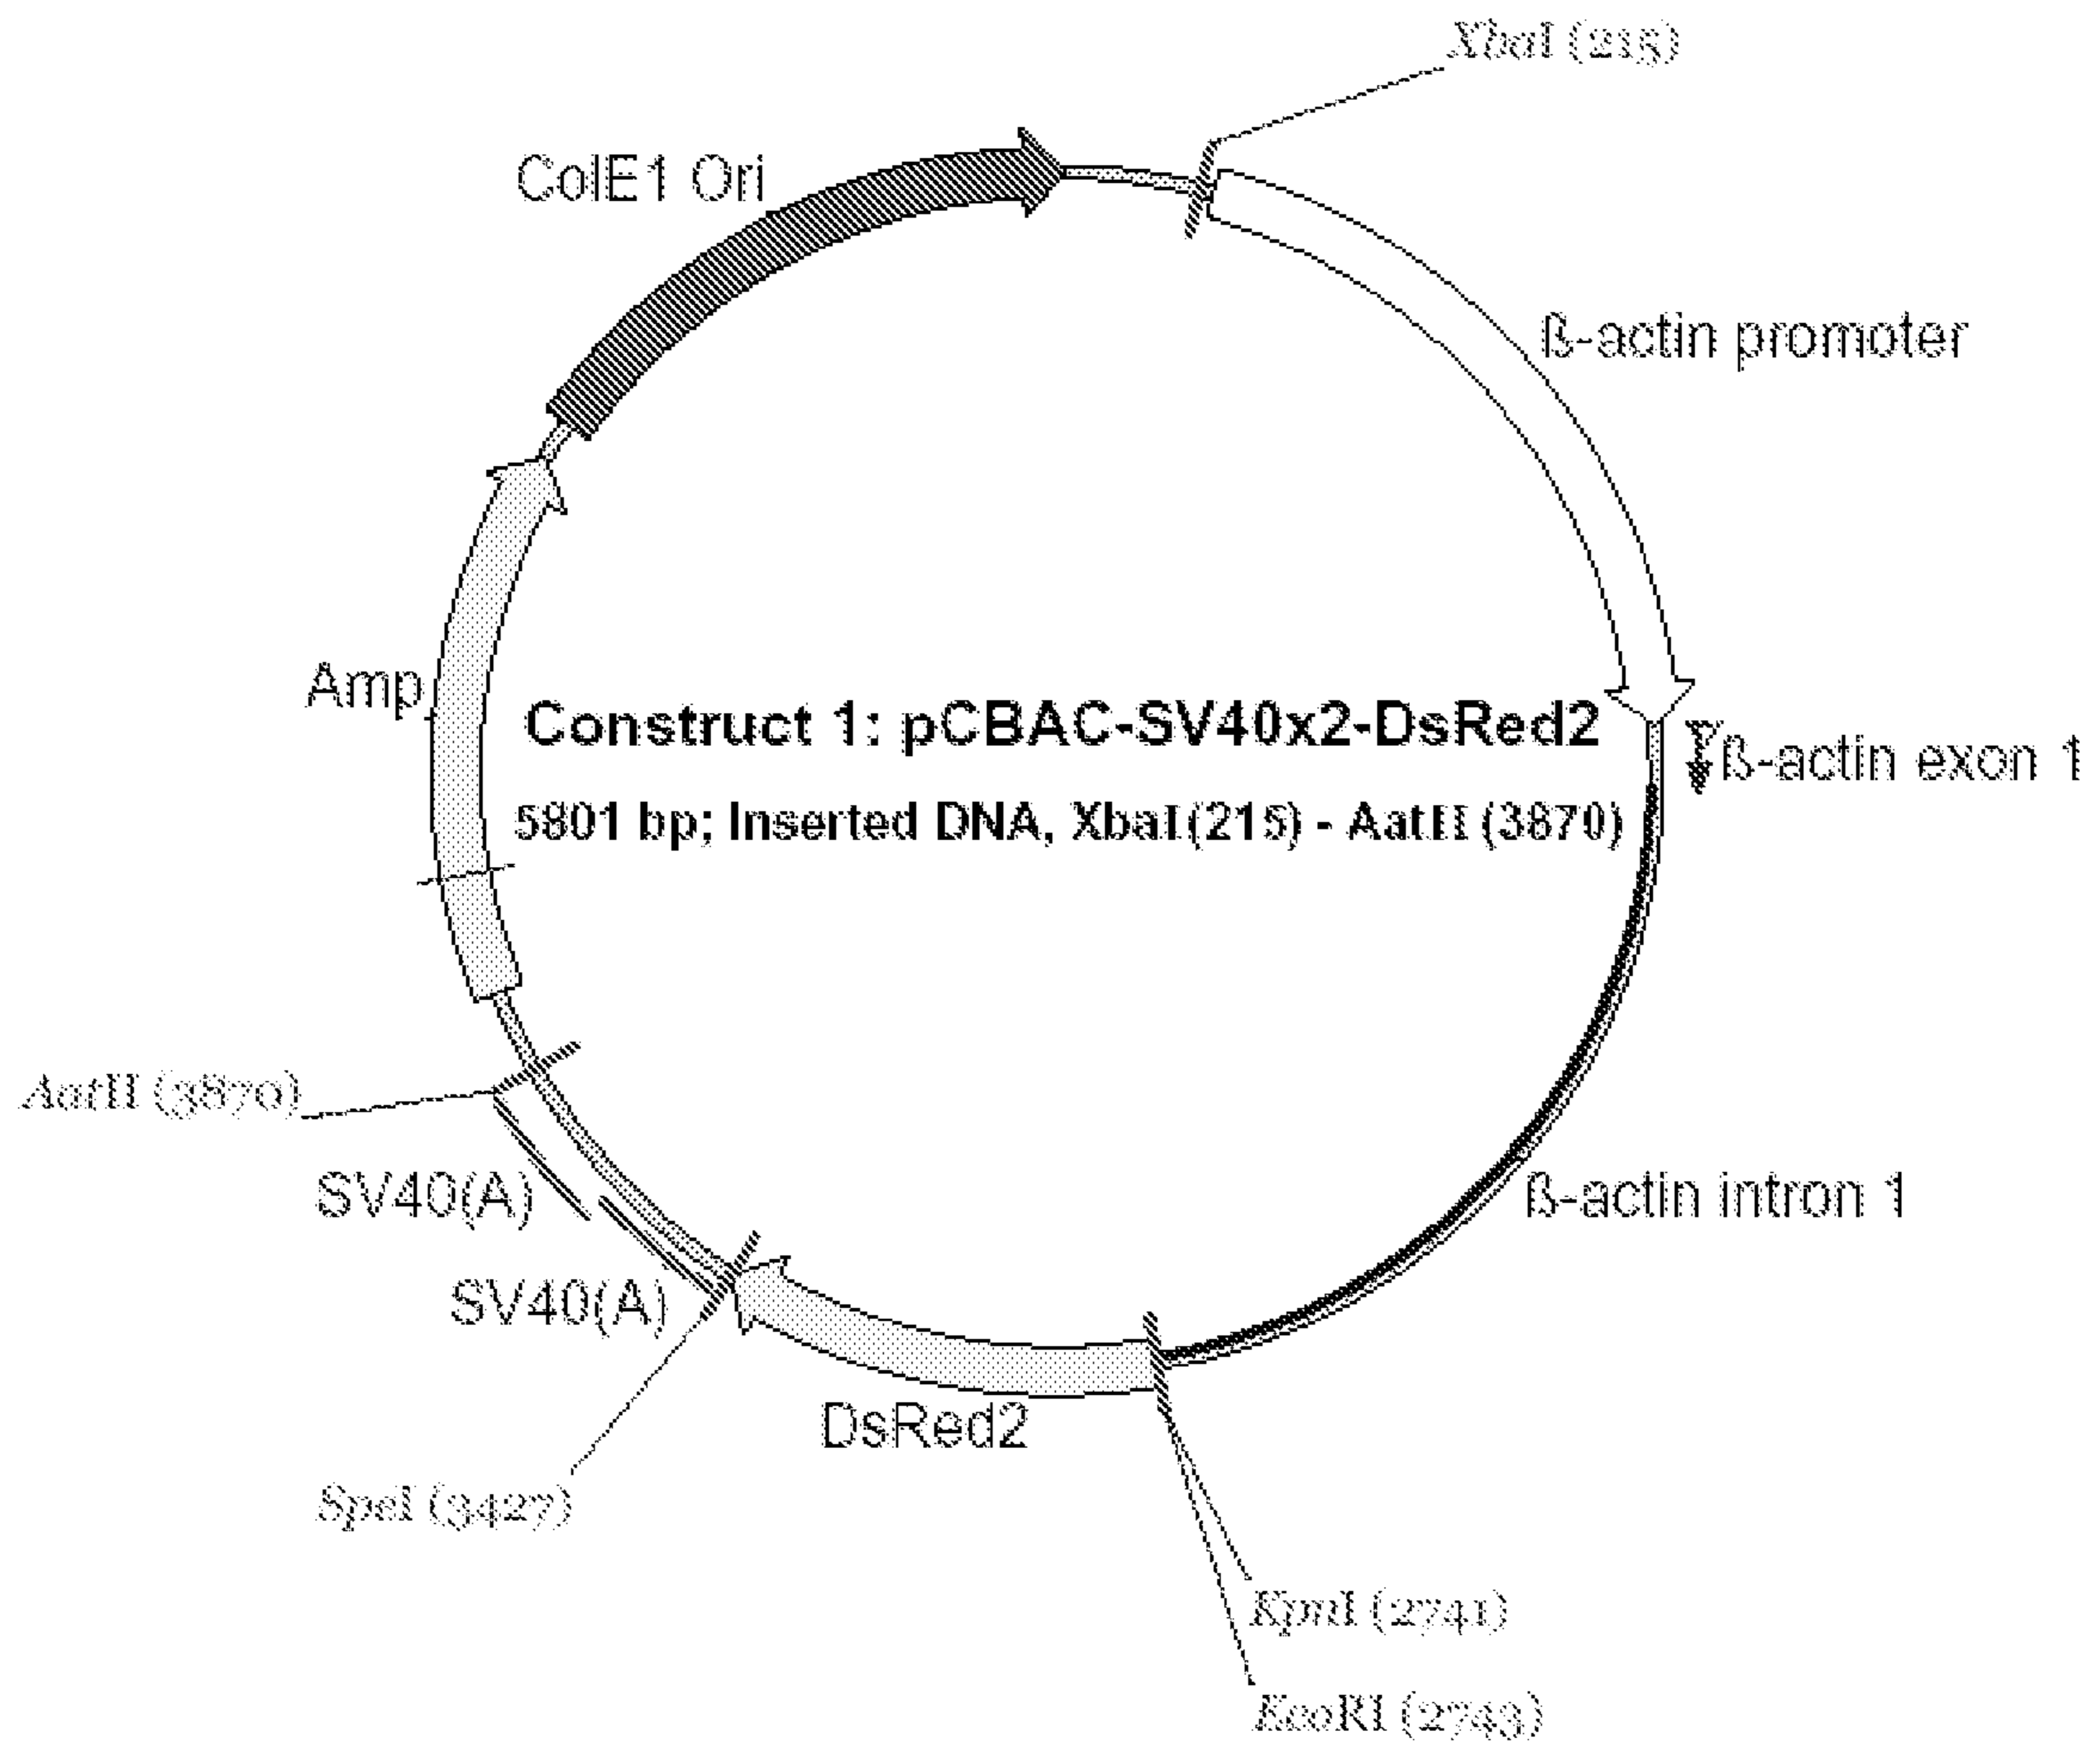 XbaI (215)
ColE1 Ori
ß-actin promoter
Amp
Construct 1: pCBAC-SV40x2-DsRed2
ß-actin exon 1
5801 bp; Inserted DNA, XbaI(215) - AatII (3870)
AatII (3870)
SV40(A)
ß-actin intron 1
SV40(A)
DsRed2
SpeI (3427)
KpnI (2741)
EcoRI (2743)